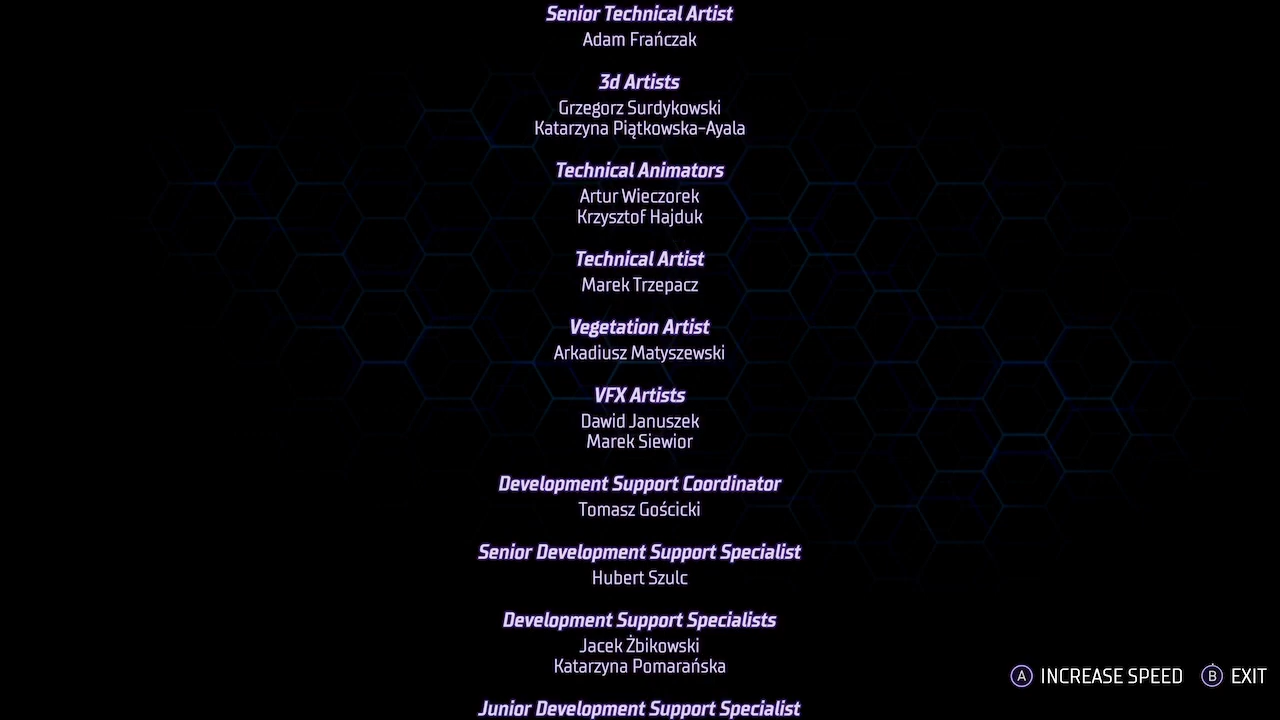 Senior Technical Artist
Adam Frańczak
3d Artists
Grzegorz Surdykowski
Katarzyna Piątkowska-Ayala
Technical Animators
Artur Wieczorek
Krzysztof Hajduk
Technical Artist
Marek Trzepacz
Vegetation Artist
Arkadiusz Matyszewski
VFX Artists
Dawid Januszek
Marek Siewior
Development Support Coordinator
Tomasz Gościcki
Senior Development Support Specialist
Hubert Szulc
Development Support Specialists
Jacek Żbikowski
Katarzyna Pomarańska
A INCREASE SPEED B EXIT
Junior Development Support Specialist